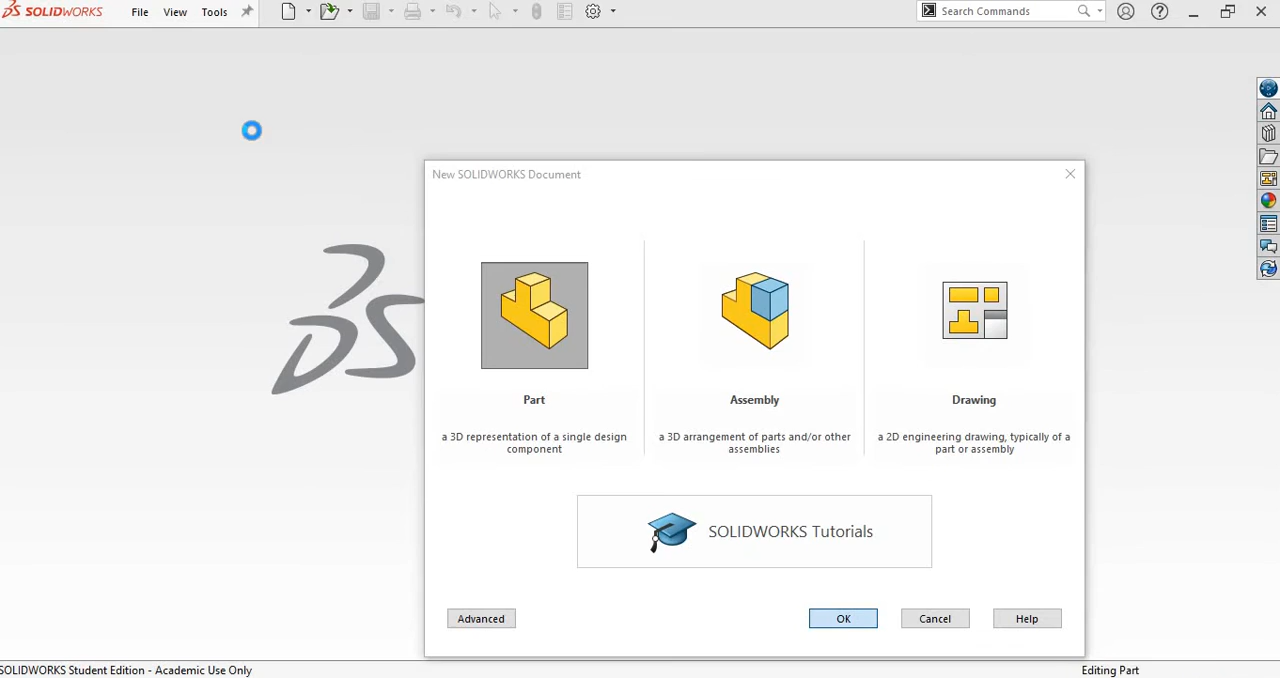 SOLIDWORKS File View Tools Search Commands
New SOLIDWORKS Document
DS
Part Assembly Drawing
a 3D representation of a single design component
a 3D arrangement of parts and/or other assemblies
a 2D engineering drawing, typically of a part or assembly
SOLIDWORKS Tutorials
Advanced OK Cancel Help
SOLIDWORKS Student Edition - Academic Use Only Editing Part